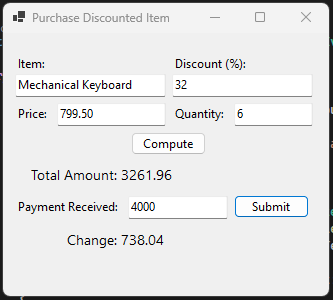 Purchase Discounted Item
Item: Discount (%):
Mechanical Keyboard 32
Price: 799.50 Quantity: 6
Compute
Total Amount: 3261.96
Payment Received: 4000 Submit
Change: 738.04